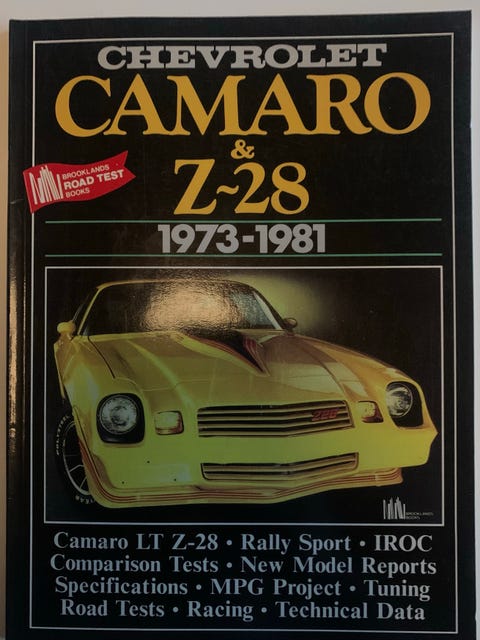 CHEVROLET
CAMARO
&
Z-28
BROOKLANDS
ROAD TEST
BOOKS
1973-1981
Z28
BROOKLANDS
BOOKS
Camaro LT Z-28 • Rally Sport • IROC
Comparison Tests • New Model Reports
Specifications • MPG Project • Tuning
Road Tests • Racing • Technical Data